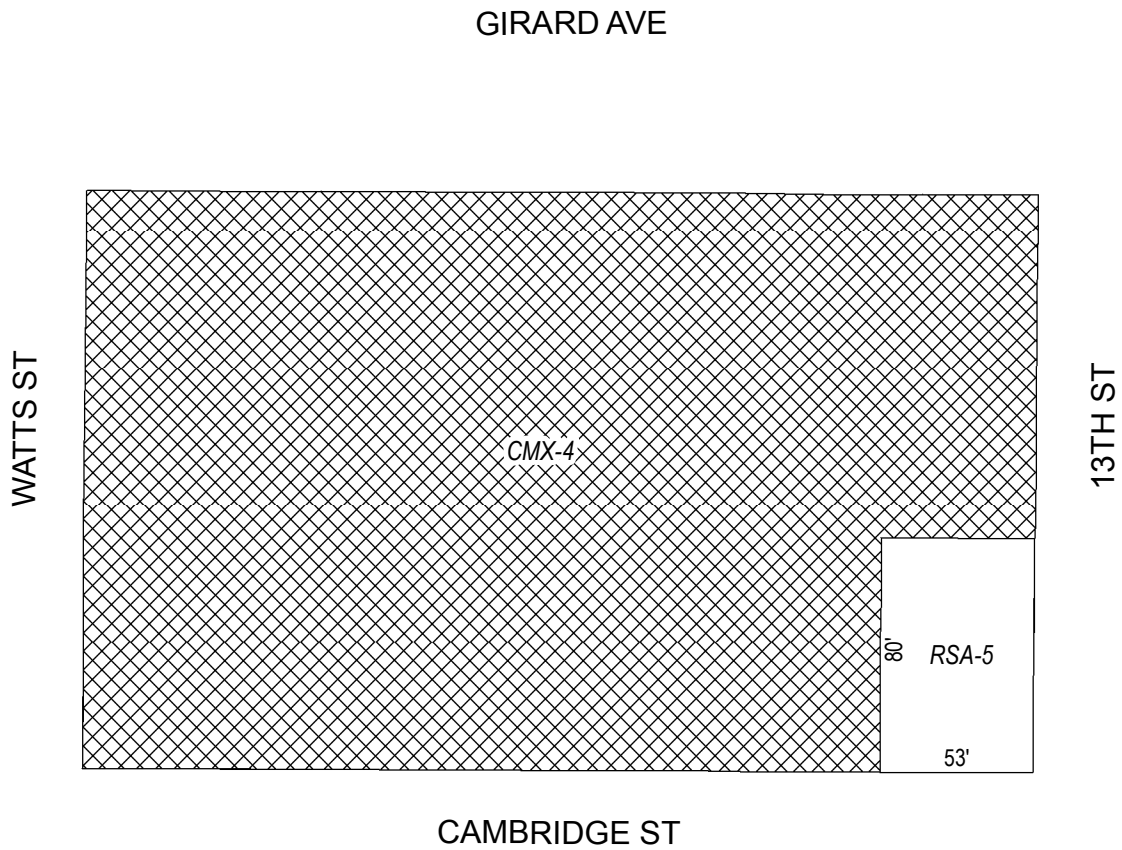 GIRARD AVE
WATTS ST
CMX-4
13TH ST
80'
RSA-5
53'
CAMBRIDGE ST